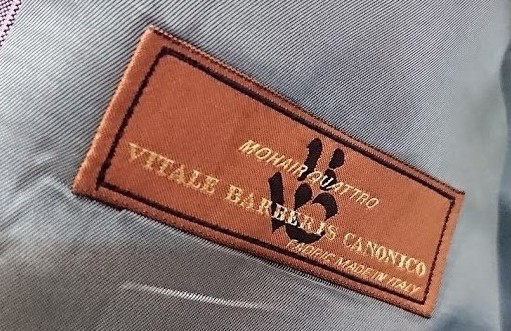 MOHAIR QUATTRO
VITALE BARBERIS CANONICO
FABRIC MADE IN ITALY